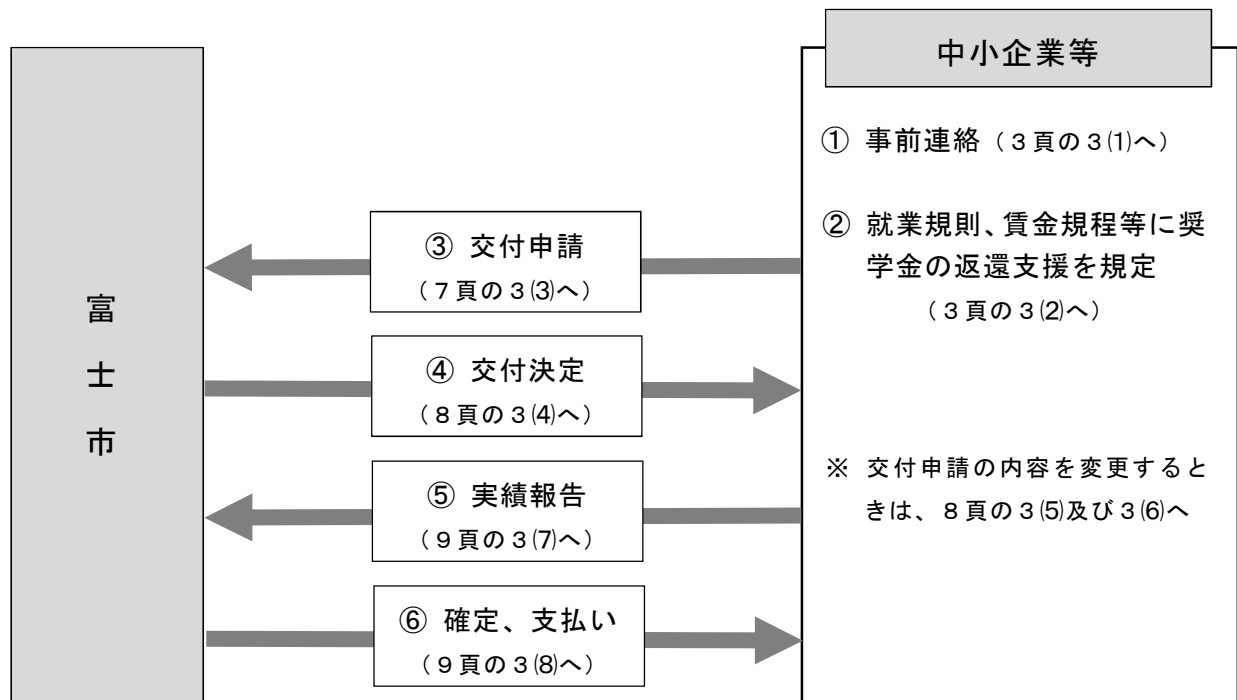 富
士
市
中小企業等
① 事前連絡（３頁の３⑴へ）
② 就業規則、賃金規程等に奨
学金の返還支援を規定
（３頁の３⑵へ）
③ 交付申請
（７頁の３⑶へ）
④ 交付決定
（８頁の３⑷へ）
⑤ 実績報告
（９頁の３⑺へ）
⑥ 確定、支払い
（９頁の３⑻へ）
※ 交付申請の内容を変更すると
きは、８頁の３⑸及び３⑹へ